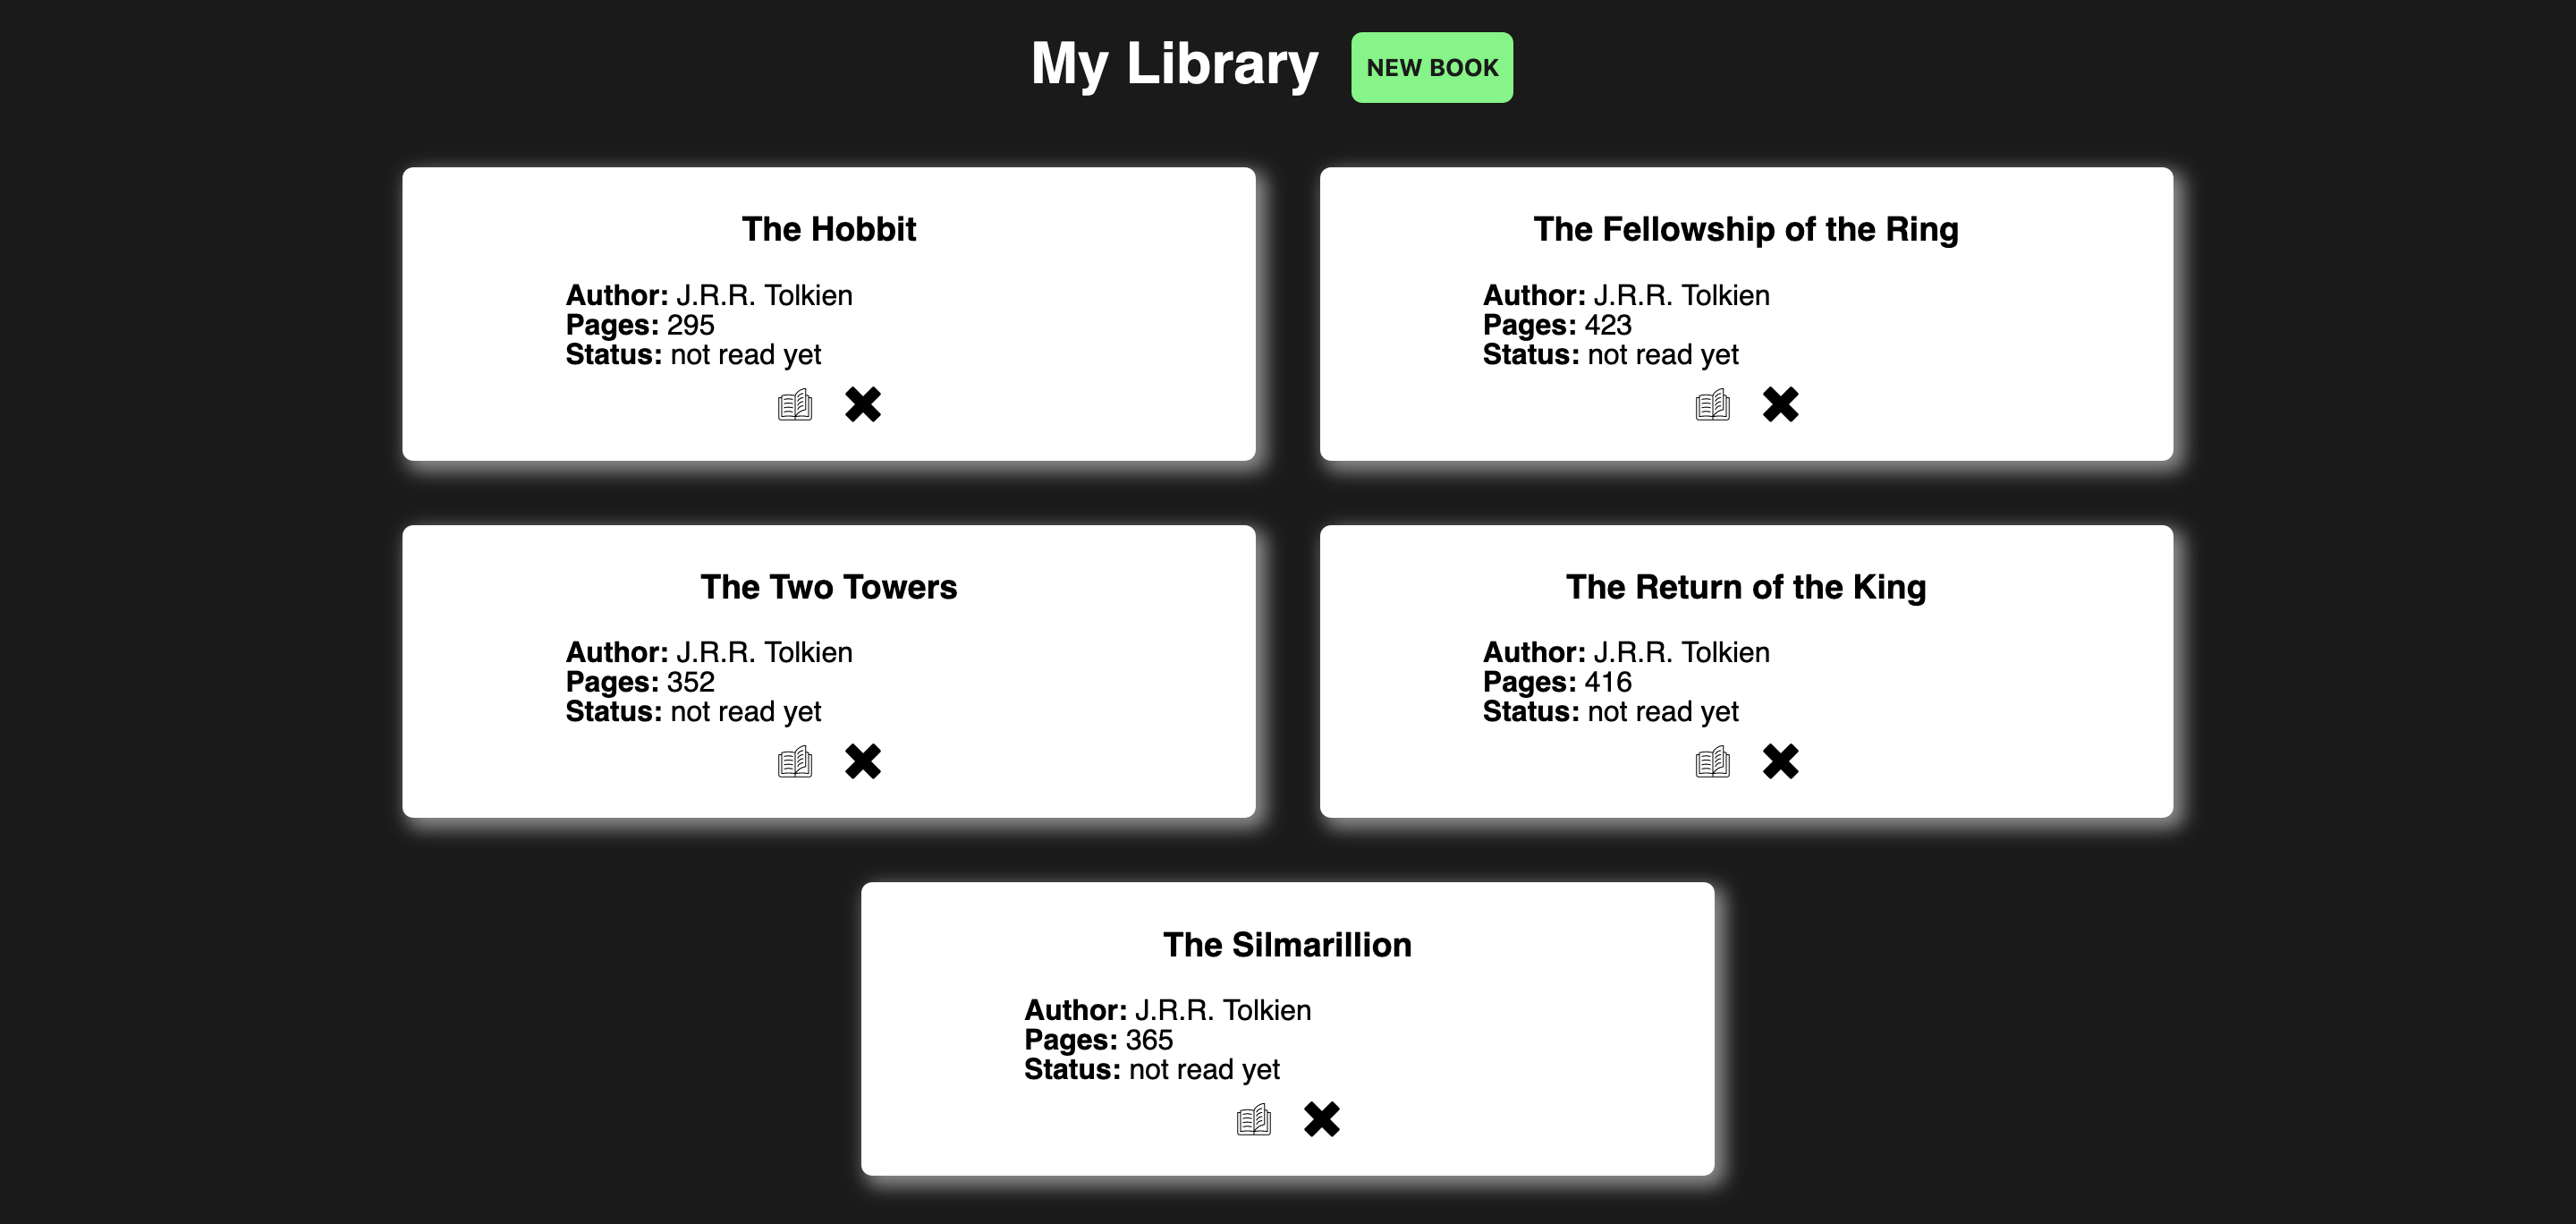 My Library
NEW BOOK
The Hobbit
Author: J.R.R. Tolkien
Pages: 295
Status: not read yet
The Fellowship of the Ring
Author: J.R.R. Tolkien
Pages: 423
Status: not read yet
The Two Towers
Author: J.R.R. Tolkien
Pages: 352
Status: not read yet
The Return of the King
Author: J.R.R. Tolkien
Pages: 416
Status: not read yet
The Silmarillion
Author: J.R.R. Tolkien
Pages: 365
Status: not read yet